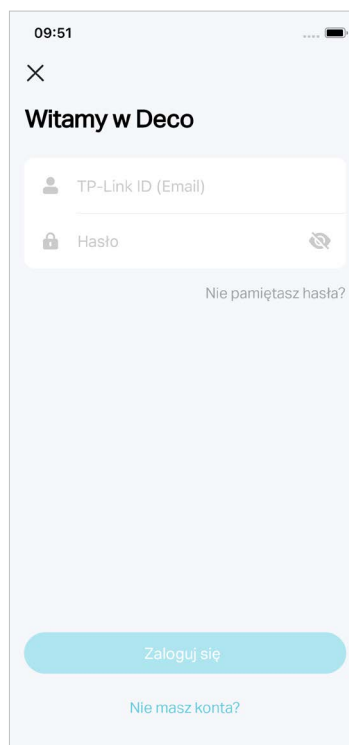 09:51
Witamy w Deco
TP-Link ID (Email)
Hasło
Nie pamiętasz hasła?
Zaloguj się
Nie masz konta?